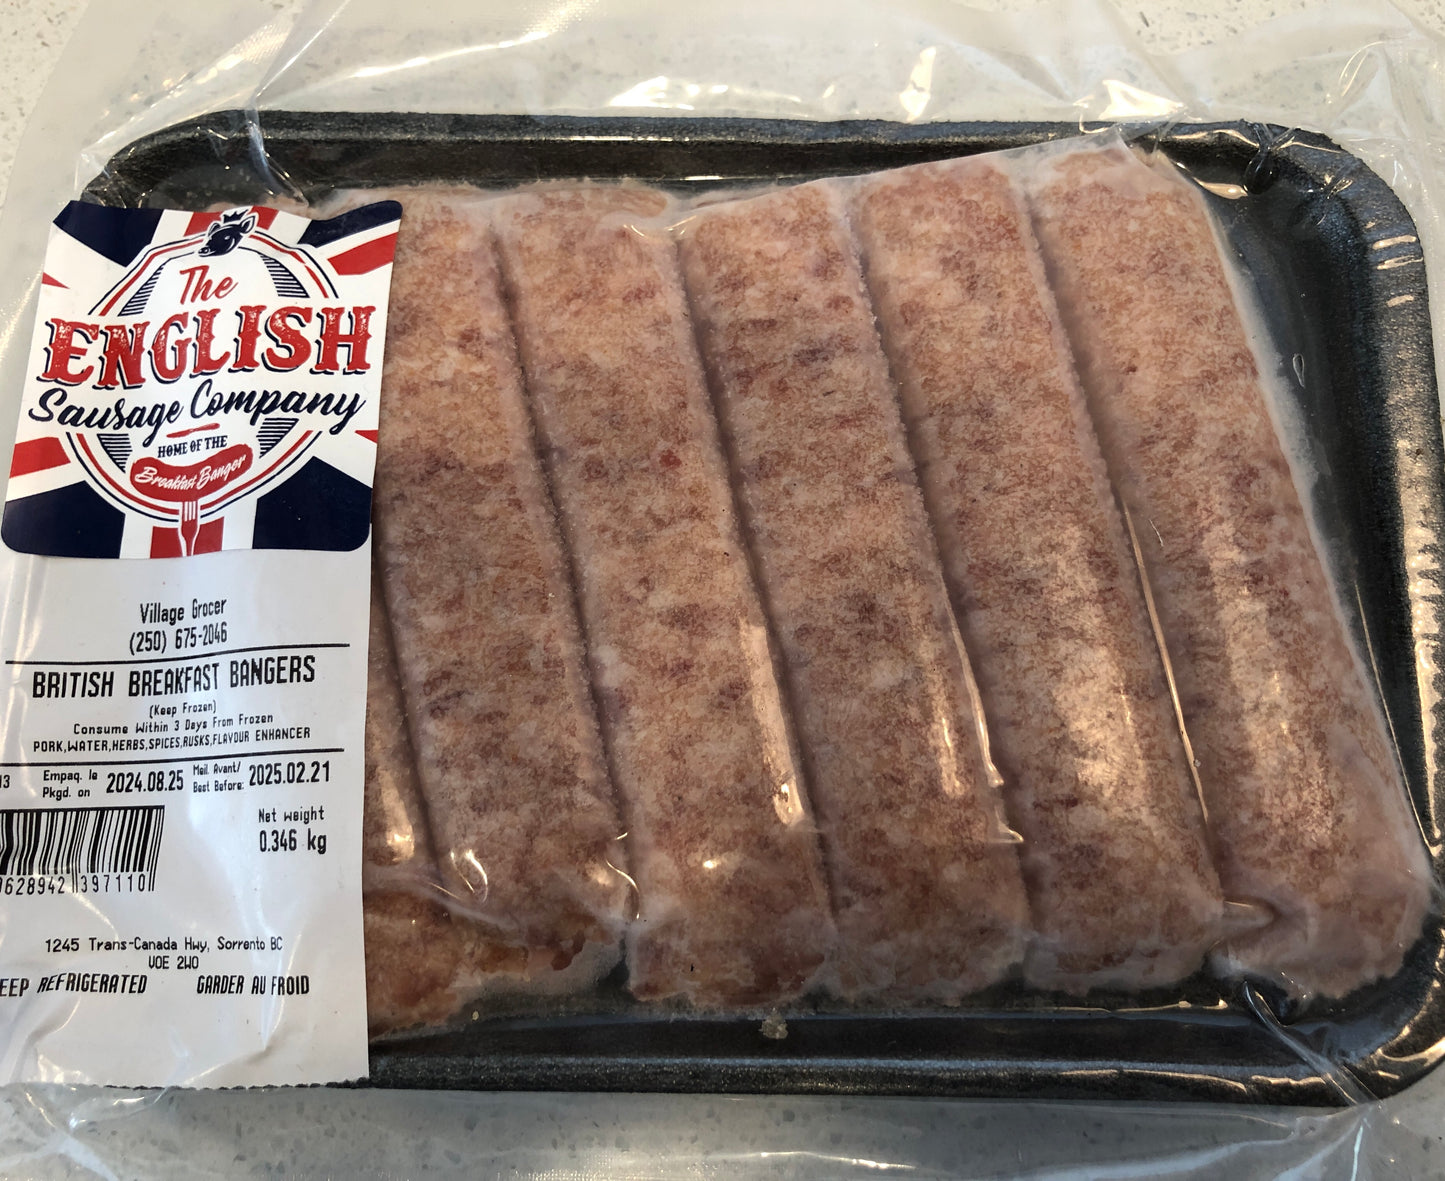 The
ENGLISH
Sausage Company
HOME OF THE
Breakfast Banger
Village Grocer
(250) 675-2046
BRITISH BREAKFAST BANGERS
(Keep Frozen)
Consume Within 3 Days From Frozen
PORK,WATER,HERBS,SPICES,RUSKS,FLAVOUR ENHANCER
13 Empaq. le Pkgd. on 2024.08.25 Meil. Avant/ Best Before: 2025.02.21
Net weight
0.346 kg
628942 397110
1245 Trans-Canada Hwy, Sorrento BC
V0E 2W0
EEP REFRIGERATED GARDER AU FROID